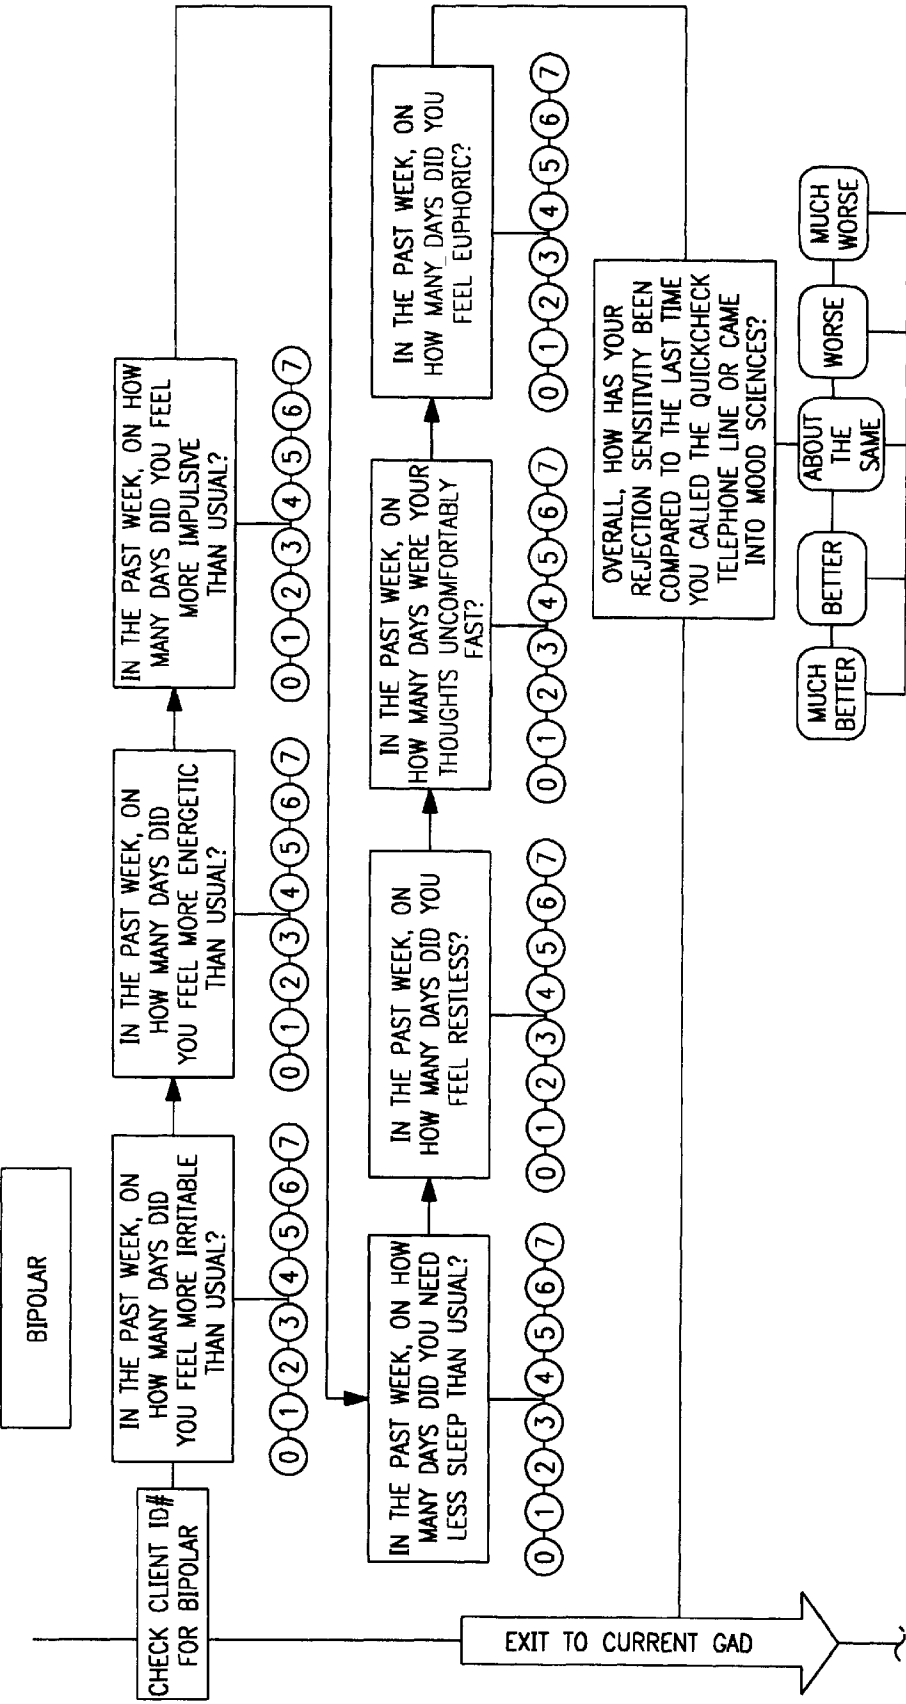 BIPOLAR
CHECK CLIENT ID#
FOR BIPOLAR
IN THE PAST WEEK, ON
HOW MANY DAYS DID
YOU FEEL MORE IRRITABLE
THAN USUAL?
0 1 2 3 4 5 6 7
IN THE PAST WEEK, ON
HOW MANY DAYS DID
YOU FEEL MORE ENERGETIC
THAN USUAL?
0 1 2 3 4 5 6 7
IN THE PAST WEEK, ON HOW
MANY DAYS DID YOU FEEL
MORE IMPULSIVE
THAN USUAL?
0 1 2 3 4 5 6 7
IN THE PAST WEEK, ON HOW
MANY DAYS DID YOU NEED
LESS SLEEP THAN USUAL?
0 1 2 3 4 5 6 7
IN THE PAST WEEK, ON
HOW MANY DAYS DID YOU
FEEL RESTLESS?
0 1 2 3 4 5 6 7
IN THE PAST WEEK, ON
HOW MANY DAYS WERE YOUR
THOUGHTS UNCOMFORTABLY
FAST?
0 1 2 3 4 5 6 7
IN THE PAST WEEK, ON
HOW MANY DAYS DID YOU
FEEL EUPHORIC?
0 1 2 3 4 5 6 7
OVERALL, HOW HAS YOUR
REJECTION SENSITIVITY BEEN
COMPARED TO THE LAST TIME
YOU CALLED THE QUICKCHECK
TELEPHONE LINE OR CAME
INTO MOOD SCIENCES?
MUCH
BETTER
BETTER
ABOUT
THE
SAME
WORSE
MUCH
WORSE
EXIT TO CURRENT GAD